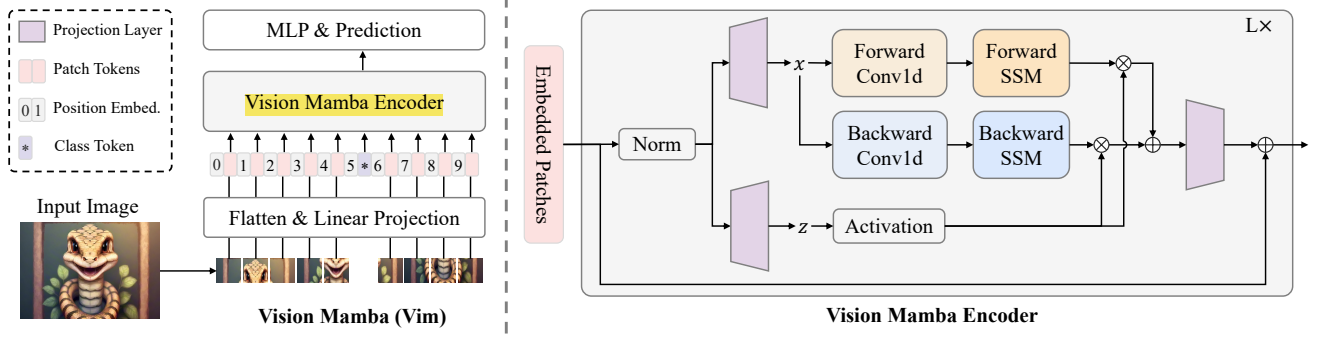 Projection Layer
Patch Tokens
0 1 Position Embed.
* Class Token
Input Image
MLP & Prediction
Vision Mamba Encoder
0 1 2 3 4 5 * 6 7 8 9
Flatten & Linear Projection
Vision Mamba (Vim)
Embedded Patches
L×
Norm
x
Forward
Conv1d
Forward
SSM
Backward
Conv1d
Backward
SSM
z
Activation
Vision Mamba Encoder